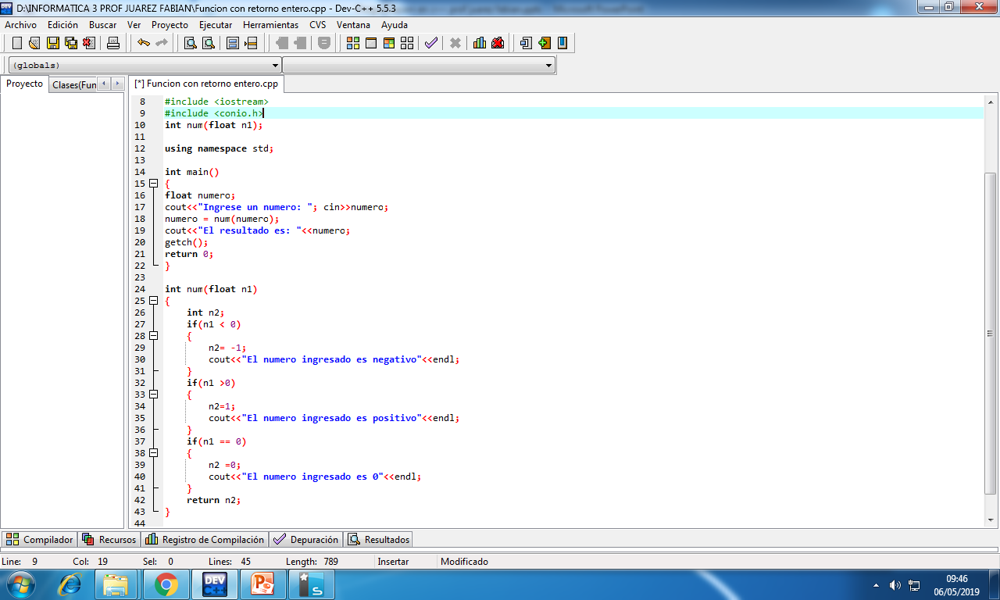 D:\INFORMATICA 3 PROF JUAREZ FABIAN\Funcion con retorno entero.cpp - Dev-C++ 5.5.3
Archivo Edición Buscar Ver Proyecto Ejecutar Herramientas CVS Ventana Ayuda
(globals)
Proyecto Clases(Fun [*] Funcion con retorno entero.cpp
8 #include <iostream>
9 #include <conio.h>
10 int num(float n1);
11
12 using namespace std;
13
14 int main()
15 {
16 float numero;
17 cout<<"Ingrese un numero: "; cin>>numero;
18 numero = num(numero);
19 cout<<"El resultado es: "<<numero;
20 getch();
21 return 0;
22 }
23
24 int num(float n1)
25 {
26 int n2;
27 if(n1 < 0)
28 {
29 n2= -1;
30 cout<<"El numero ingresado es negativo"<<endl;
31 }
32 if(n1 >0)
33 {
34 n2=1;
35 cout<<"El numero ingresado es positivo"<<endl;
36 }
37 if(n1 == 0)
38 {
39 n2 =0;
40 cout<<"El numero ingresado es 0"<<endl;
41 }
42 return n2;
43 }
44
Compilador Recursos Registro de Compilación Depuración Resultados
Line: 9 Col: 19 Sel: 0 Lines: 45 Length: 789 Insertar Modificado
DEV C++ S 09:46
06/05/2019